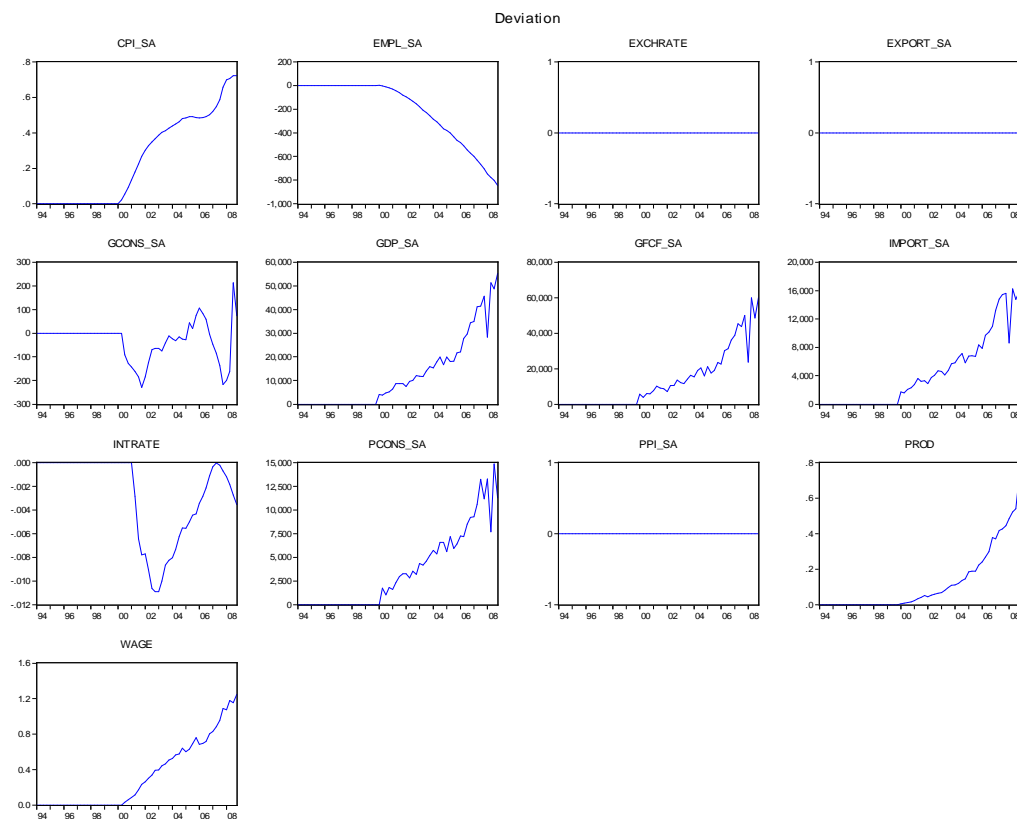 Deviation
CPI_SA EMPL_SA EXCHRATE EXPORT_SA
.8 200 1 1
.6 0
-200
.4 -400 0 0
-600
.2
-800
.0 -1,000 -1 -1
94 96 98 00 02 04 06 08 94 96 98 00 02 04 06 08 94 96 98 00 02 04 06 08 94 96 98 00 02 04 06 08
GCONS_SA GDP_SA GFCF_SA IMPORT_SA
300 60,000 80,000 20,000
200 50,000 60,000 16,000
100 40,000 12,000
0 30,000 40,000
-100 20,000 8,000
-200 10,000 20,000 4,000
-300 0 0 0
94 96 98 00 02 04 06 08 94 96 98 00 02 04 06 08 94 96 98 00 02 04 06 08 94 96 98 00 02 04 06 08
INTRATE PCONS_SA PPI_SA PROD
.000 15,000 1 .8
-.002 12,500
-.004 10,000 .6
-.006 7,500 0 .4
-.008 5,000
-.010 2,500 .2
-.012 0 -1 .0
94 96 98 00 02 04 06 08 94 96 98 00 02 04 06 08 94 96 98 00 02 04 06 08 94 96 98 00 02 04 06 08
WAGE
1.6
1.2
0.8
0.4
0.0
94 96 98 00 02 04 06 08